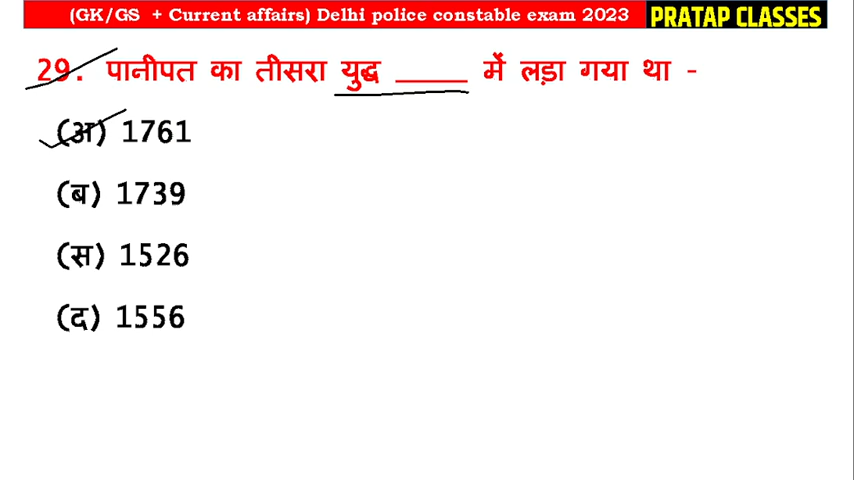 (GK/GS + Current affairs) Delhi police constable exam 2023 PRATAP CLASSES
29. पानीपत का तीसरा युद्ध _____ में लड़ा गया था -
(अ) 1761
(ब) 1739
(स) 1526
(द) 1556